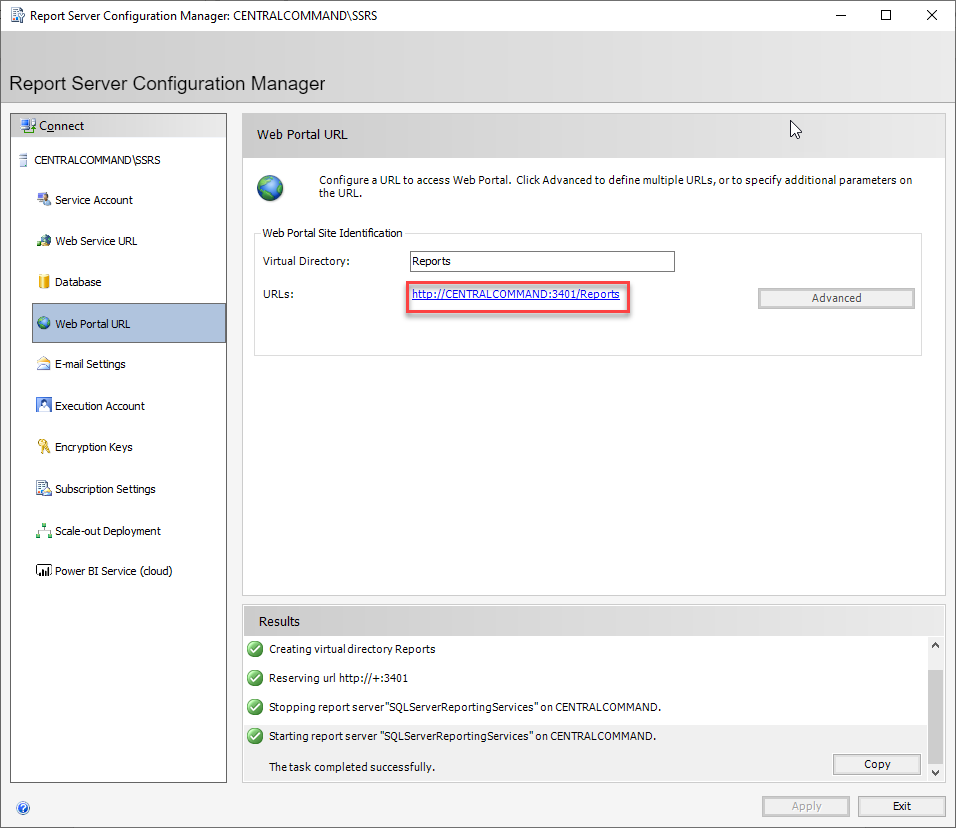 Report Server Configuration Manager: CENTRALCOMMAND\SSRS
Report Server Configuration Manager
Connect
CENTRALCOMMAND\SSRS
Service Account
Web Service URL
Database
Web Portal URL
E-mail Settings
Execution Account
Encryption Keys
Subscription Settings
Scale-out Deployment
Power BI Service (cloud)
Web Portal URL
Configure a URL to access Web Portal.  Click Advanced to define multiple URLs, or to specify additional parameters on
the URL.
Web Portal Site Identification
Virtual Directory:
Reports
URLs:
http://CENTRALCOMMAND:3401/Reports
Advanced
Results
Creating virtual directory Reports
Reserving url http://+:3401
Stopping report server"SQLServerReportingServices" on CENTRALCOMMAND.
Starting report server "SQLServerReportingServices" on CENTRALCOMMAND.
The task completed successfully.
Copy
Apply
Exit